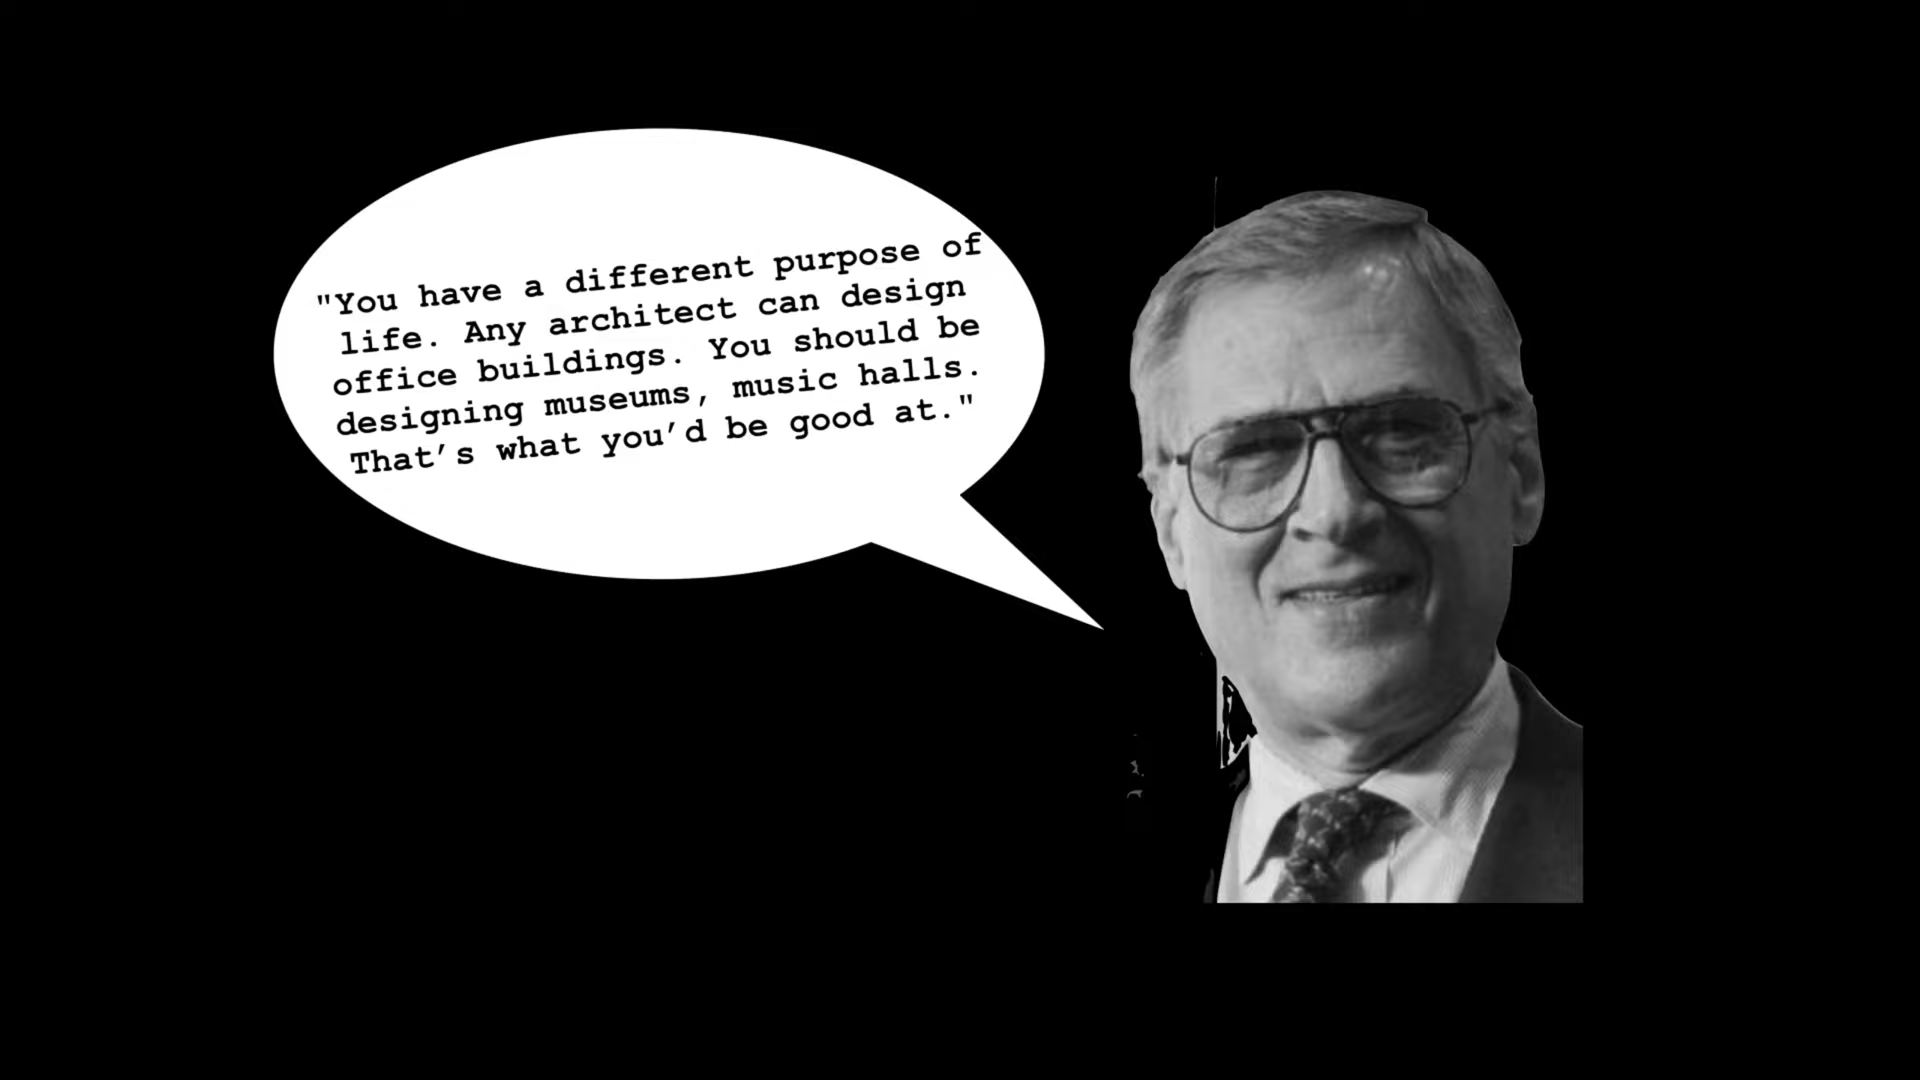 "You have a different purpose of
life. Any architect can design
office buildings. You should be
designing museums, music halls.
That’s what you’d be good at."